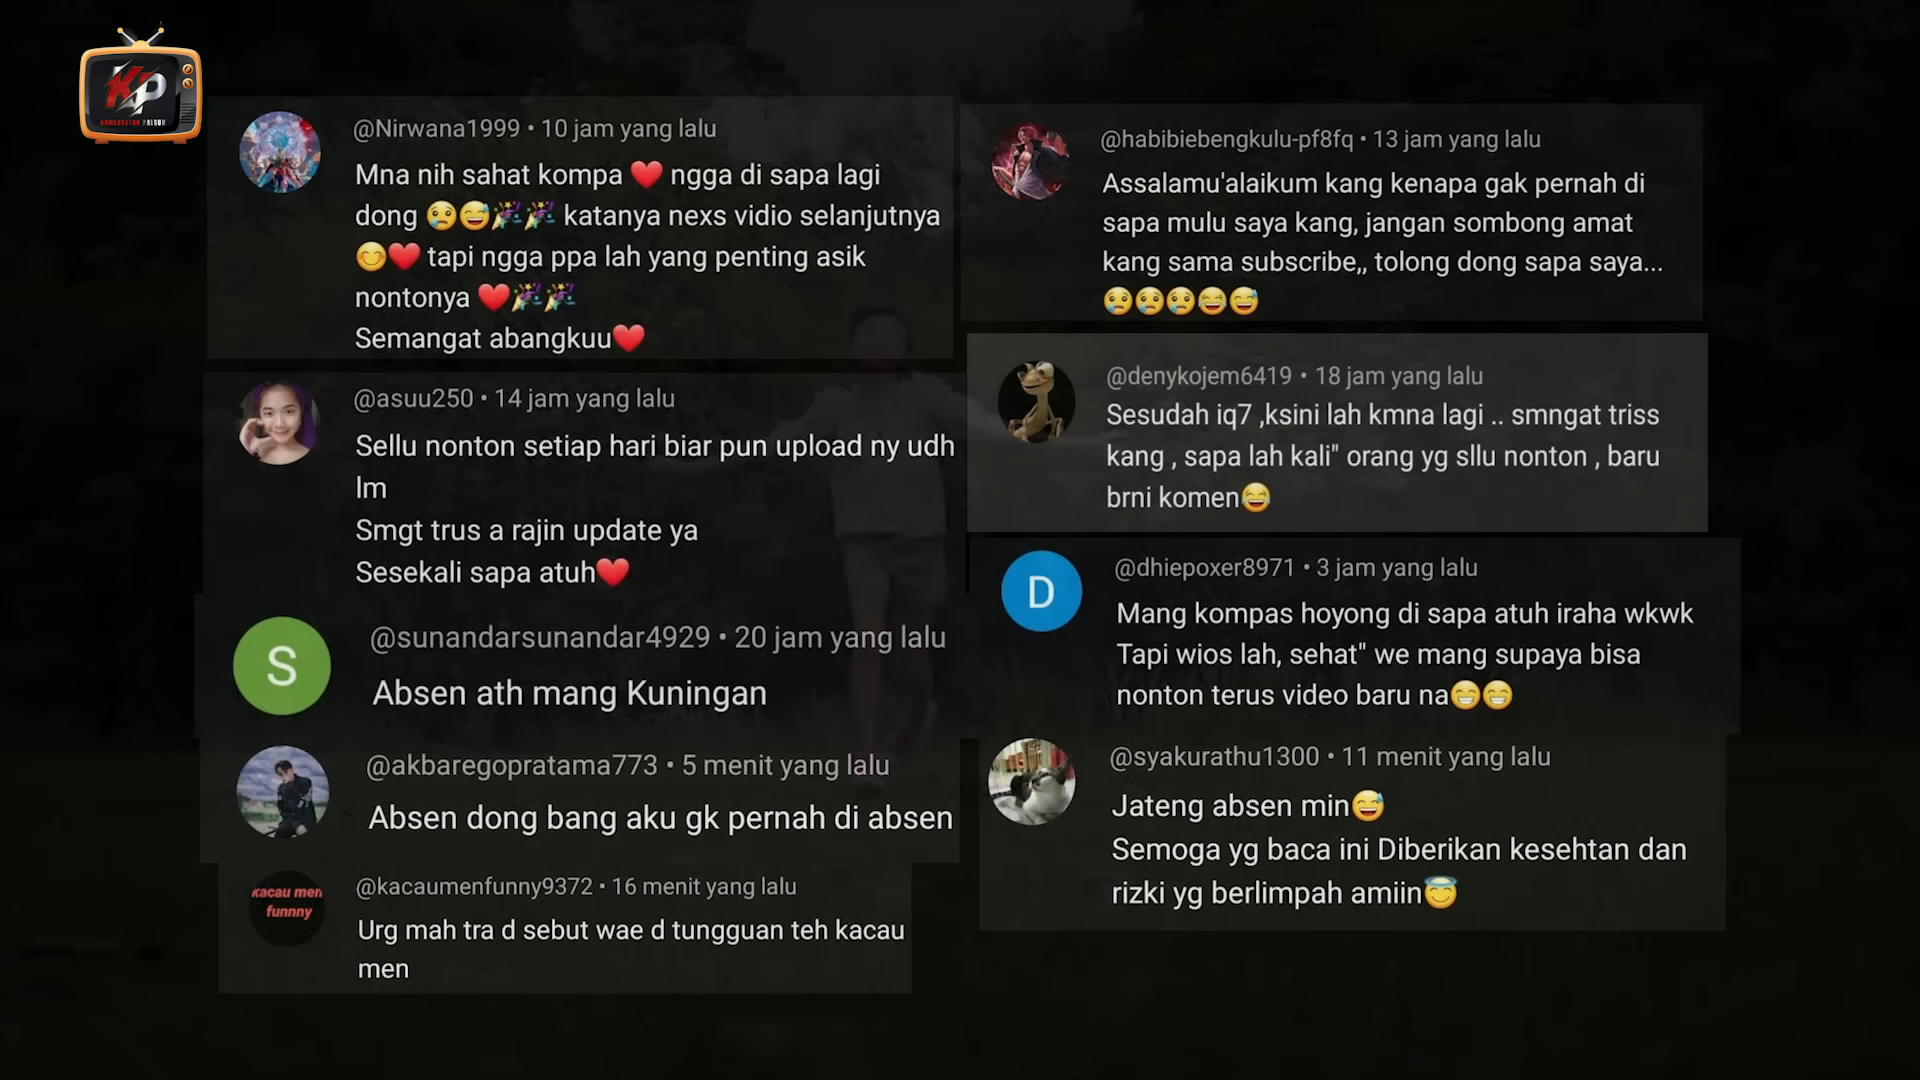 KP
KOMENTATOR PALSU
@Nirwana1999 • 10 jam yang lalu
Mna nih sahat kompa ❤️ ngga di sapa lagi
dong 😢😅🎉🎉 katanya nexs vidio selanjutnya
😊❤️ tapi ngga ppa lah yang penting asik
nontonya ❤️🎉🎉
Semangat abangkuu❤️
@asuu250 • 14 jam yang lalu
Sellu nonton setiap hari biar pun upload ny udh
lm
Smgt trus a rajin update ya
Sesekali sapa atuh❤️
S
@sunandarsunandar4929 • 20 jam yang lalu
Absen ath mang Kuningan
@akbaregopratama773 • 5 menit yang lalu
Absen dong bang aku gk pernah di absen
kacau men
funnny
@kacaumenfunny9372 • 16 menit yang lalu
Urg mah tra d sebut wae d tungguan teh kacau
men
@habibiebengkulu-pf8fq • 13 jam yang lalu
Assalamu'alaikum kang kenapa gak pernah di
sapa mulu saya kang, jangan sombong amat
kang sama subscribe,, tolong dong sapa saya...
😢😢😢😂😅
@denykojem6419 • 18 jam yang lalu
Sesudah iq7 ,ksini lah kmna lagi .. smngat triss
kang , sapa lah kali" orang yg sllu nonton , baru
brni komen😂
D
@dhiepoxer8971 • 3 jam yang lalu
Mang kompas hoyong di sapa atuh iraha wkwk
Tapi wios lah, sehat" we mang supaya bisa
nonton terus video baru na😁😁
@syakurathu1300 • 11 menit yang lalu
Jateng absen min😅
Semoga yg baca ini Diberikan kesehtan dan
rizki yg berlimpah amiin😇